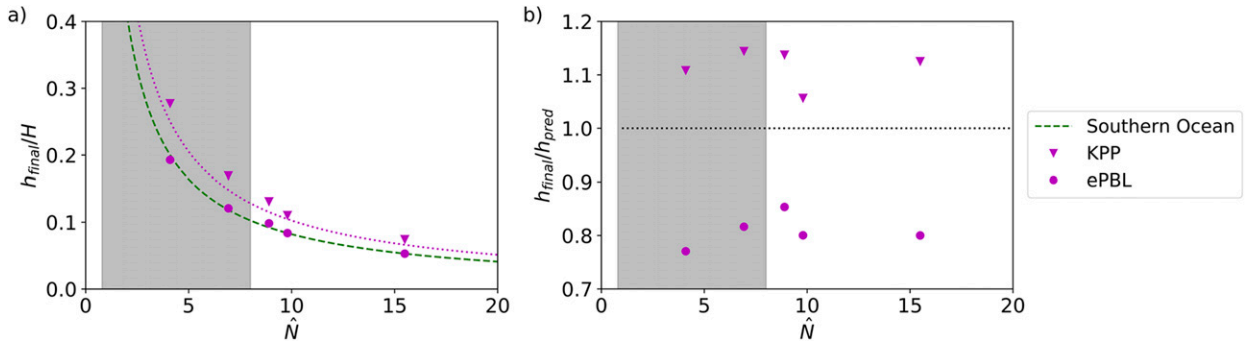 a)
h_final/H
0.4
0.3
0.2
0.1
0.0
0 5 10 15 20
N̂
b)
h_final/h_pred
1.2
1.1
1.0
0.9
0.8
0.7
0 5 10 15 20
N̂
Southern Ocean
KPP
ePBL